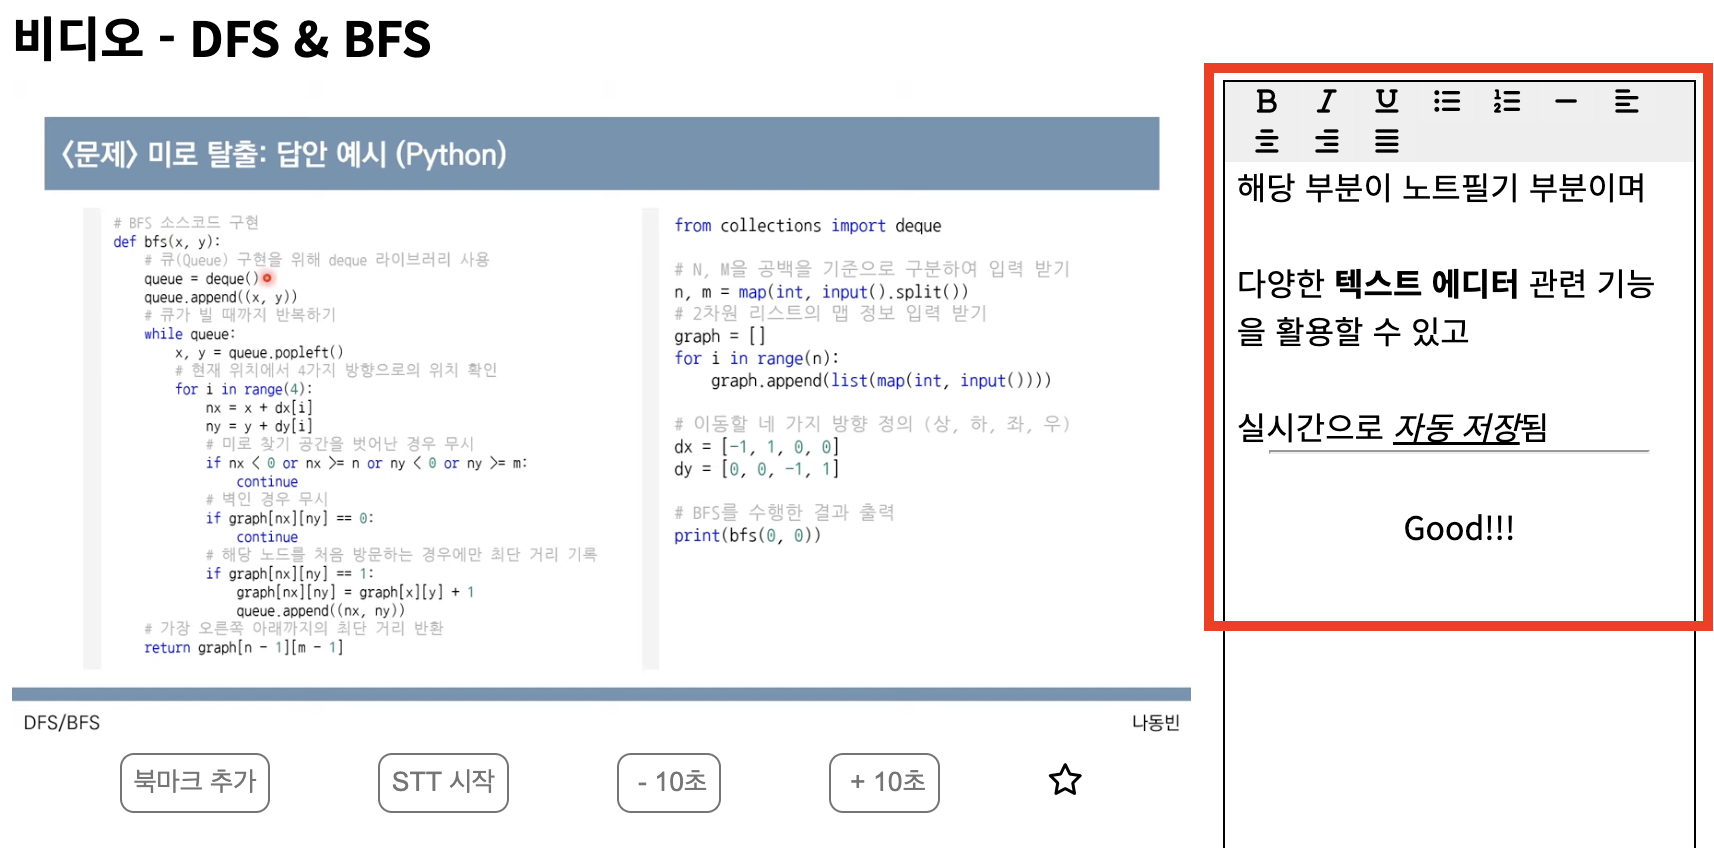 비디오 - DFS & BFS
<문제> 미로 탈출: 답안 예시 (Python)
# BFS 소스코드 구현
def bfs(x, y):
    # 큐(Queue) 구현을 위해 deque 라이브러리 사용
    queue = deque()
    queue.append((x, y))
    # 큐가 빌 때까지 반복하기
    while queue:
        x, y = queue.popleft()
        # 현재 위치에서 4가지 방향으로의 위치 확인
        for i in range(4):
            nx = x + dx[i]
            ny = y + dy[i]
            # 미로 찾기 공간을 벗어난 경우 무시
            if nx < 0 or nx >= n or ny < 0 or ny >= m:
                continue
            # 벽인 경우 무시
            if graph[nx][ny] == 0:
                continue
            # 해당 노드를 처음 방문하는 경우에만 최단 거리 기록
            if graph[nx][ny] == 1:
                graph[nx][ny] = graph[x][y] + 1
                queue.append((nx, ny))
    # 가장 오른쪽 아래까지의 최단 거리 반환
    return graph[n - 1][m - 1]
from collections import deque
# N, M을 공백을 기준으로 구분하여 입력 받기
n, m = map(int, input().split())
# 2차원 리스트의 맵 정보 입력 받기
graph = []
for i in range(n):
    graph.append(list(map(int, input())))
# 이동할 네 가지 방향 정의 (상, 하, 좌, 우)
dx = [-1, 1, 0, 0]
dy = [0, 0, -1, 1]
# BFS를 수행한 결과 출력
print(bfs(0, 0))
DFS/BFS
나동빈
북마크 추가
STT 시작
- 10초
+ 10초
B I U
해당 부분이 노트필기 부분이며
다양한 텍스트 에디터 관련 기능
을 활용할 수 있고
실시간으로 자동 저장됨
Good!!!